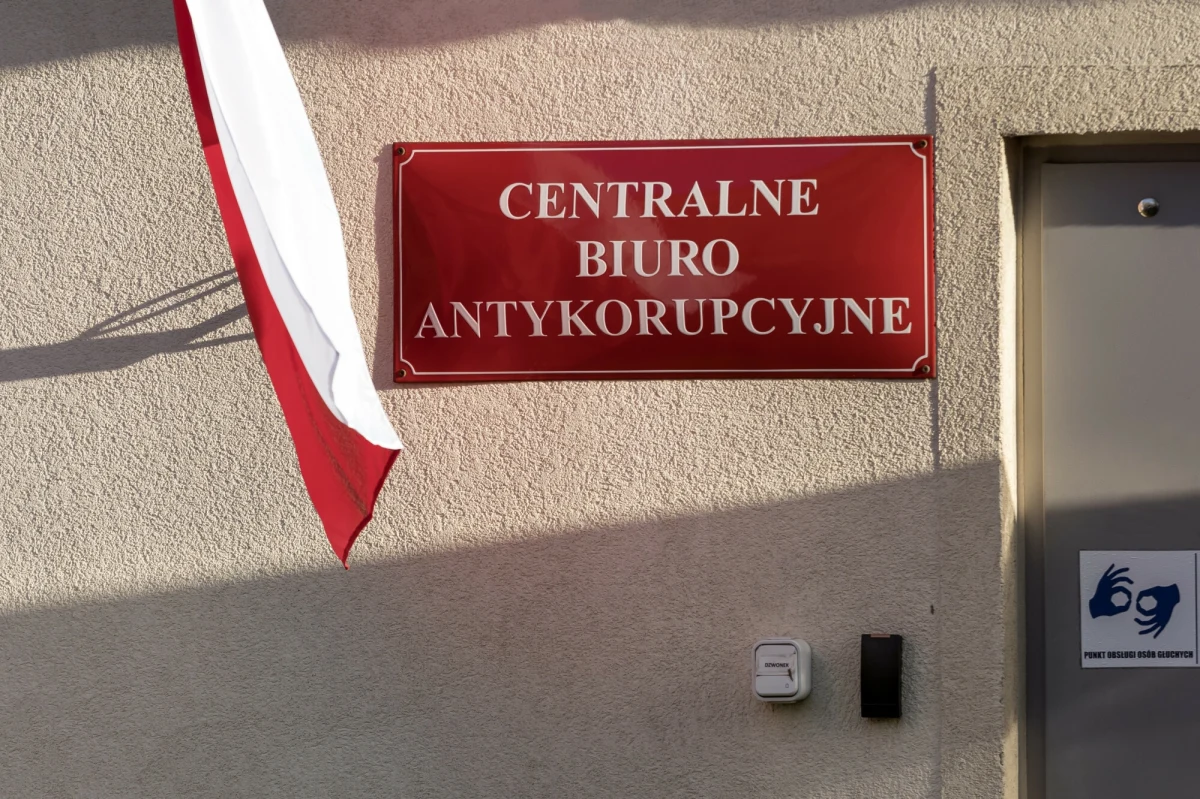 CENTRALNE
BIURO
ANTYKORUPCYJNE
DZWONEK
PUNKT OBSŁUGI OSÓB GŁUCHYCH